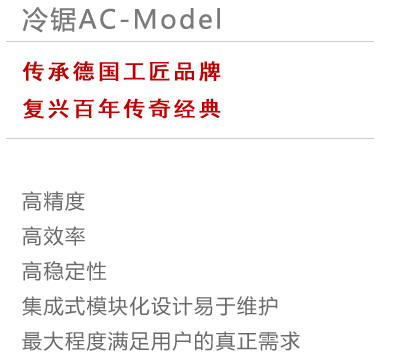 冷锯AC-Model
传承德国工匠品牌
复兴百年传奇经典
高精度
高效率
高稳定性
集成式模块化设计易于维护
最大程度满足用户的真正需求